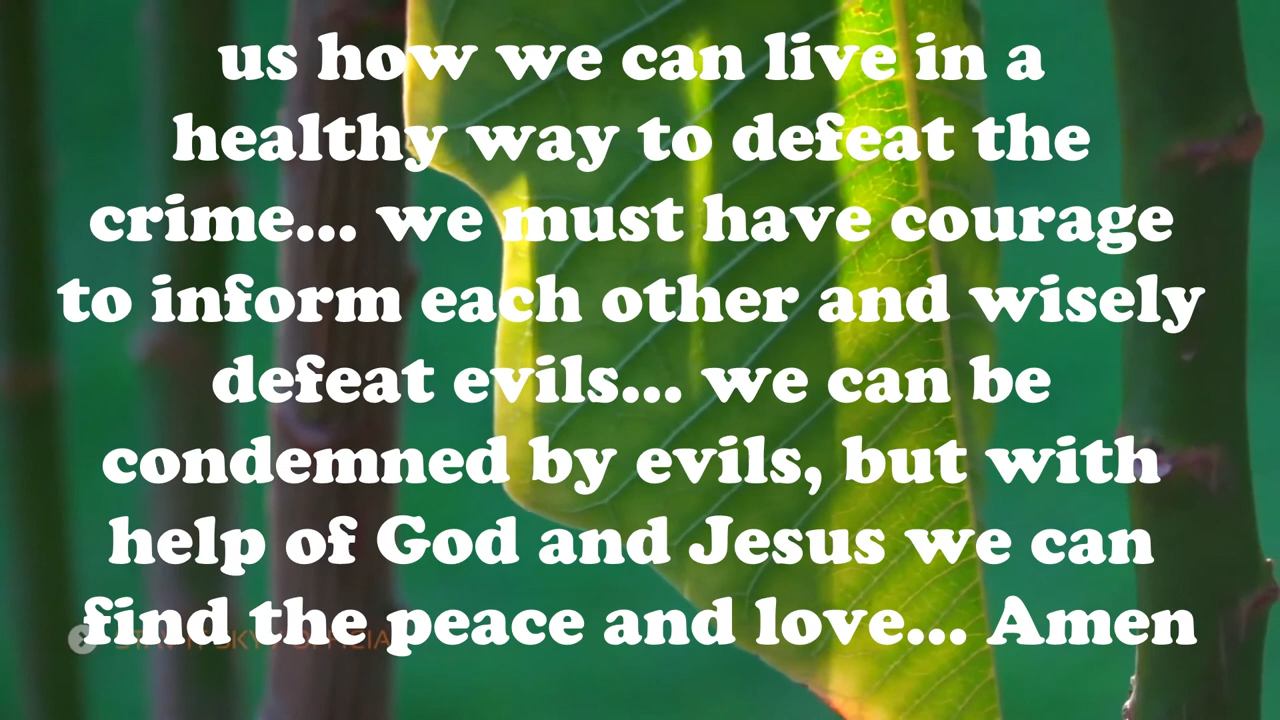 us how we can live in a
healthy way to defeat the
crime... we must have courage
to inform each other and wisely
defeat evils... we can be
condemned by evils, but with
help of God and Jesus we can
find the peace and love... Amen